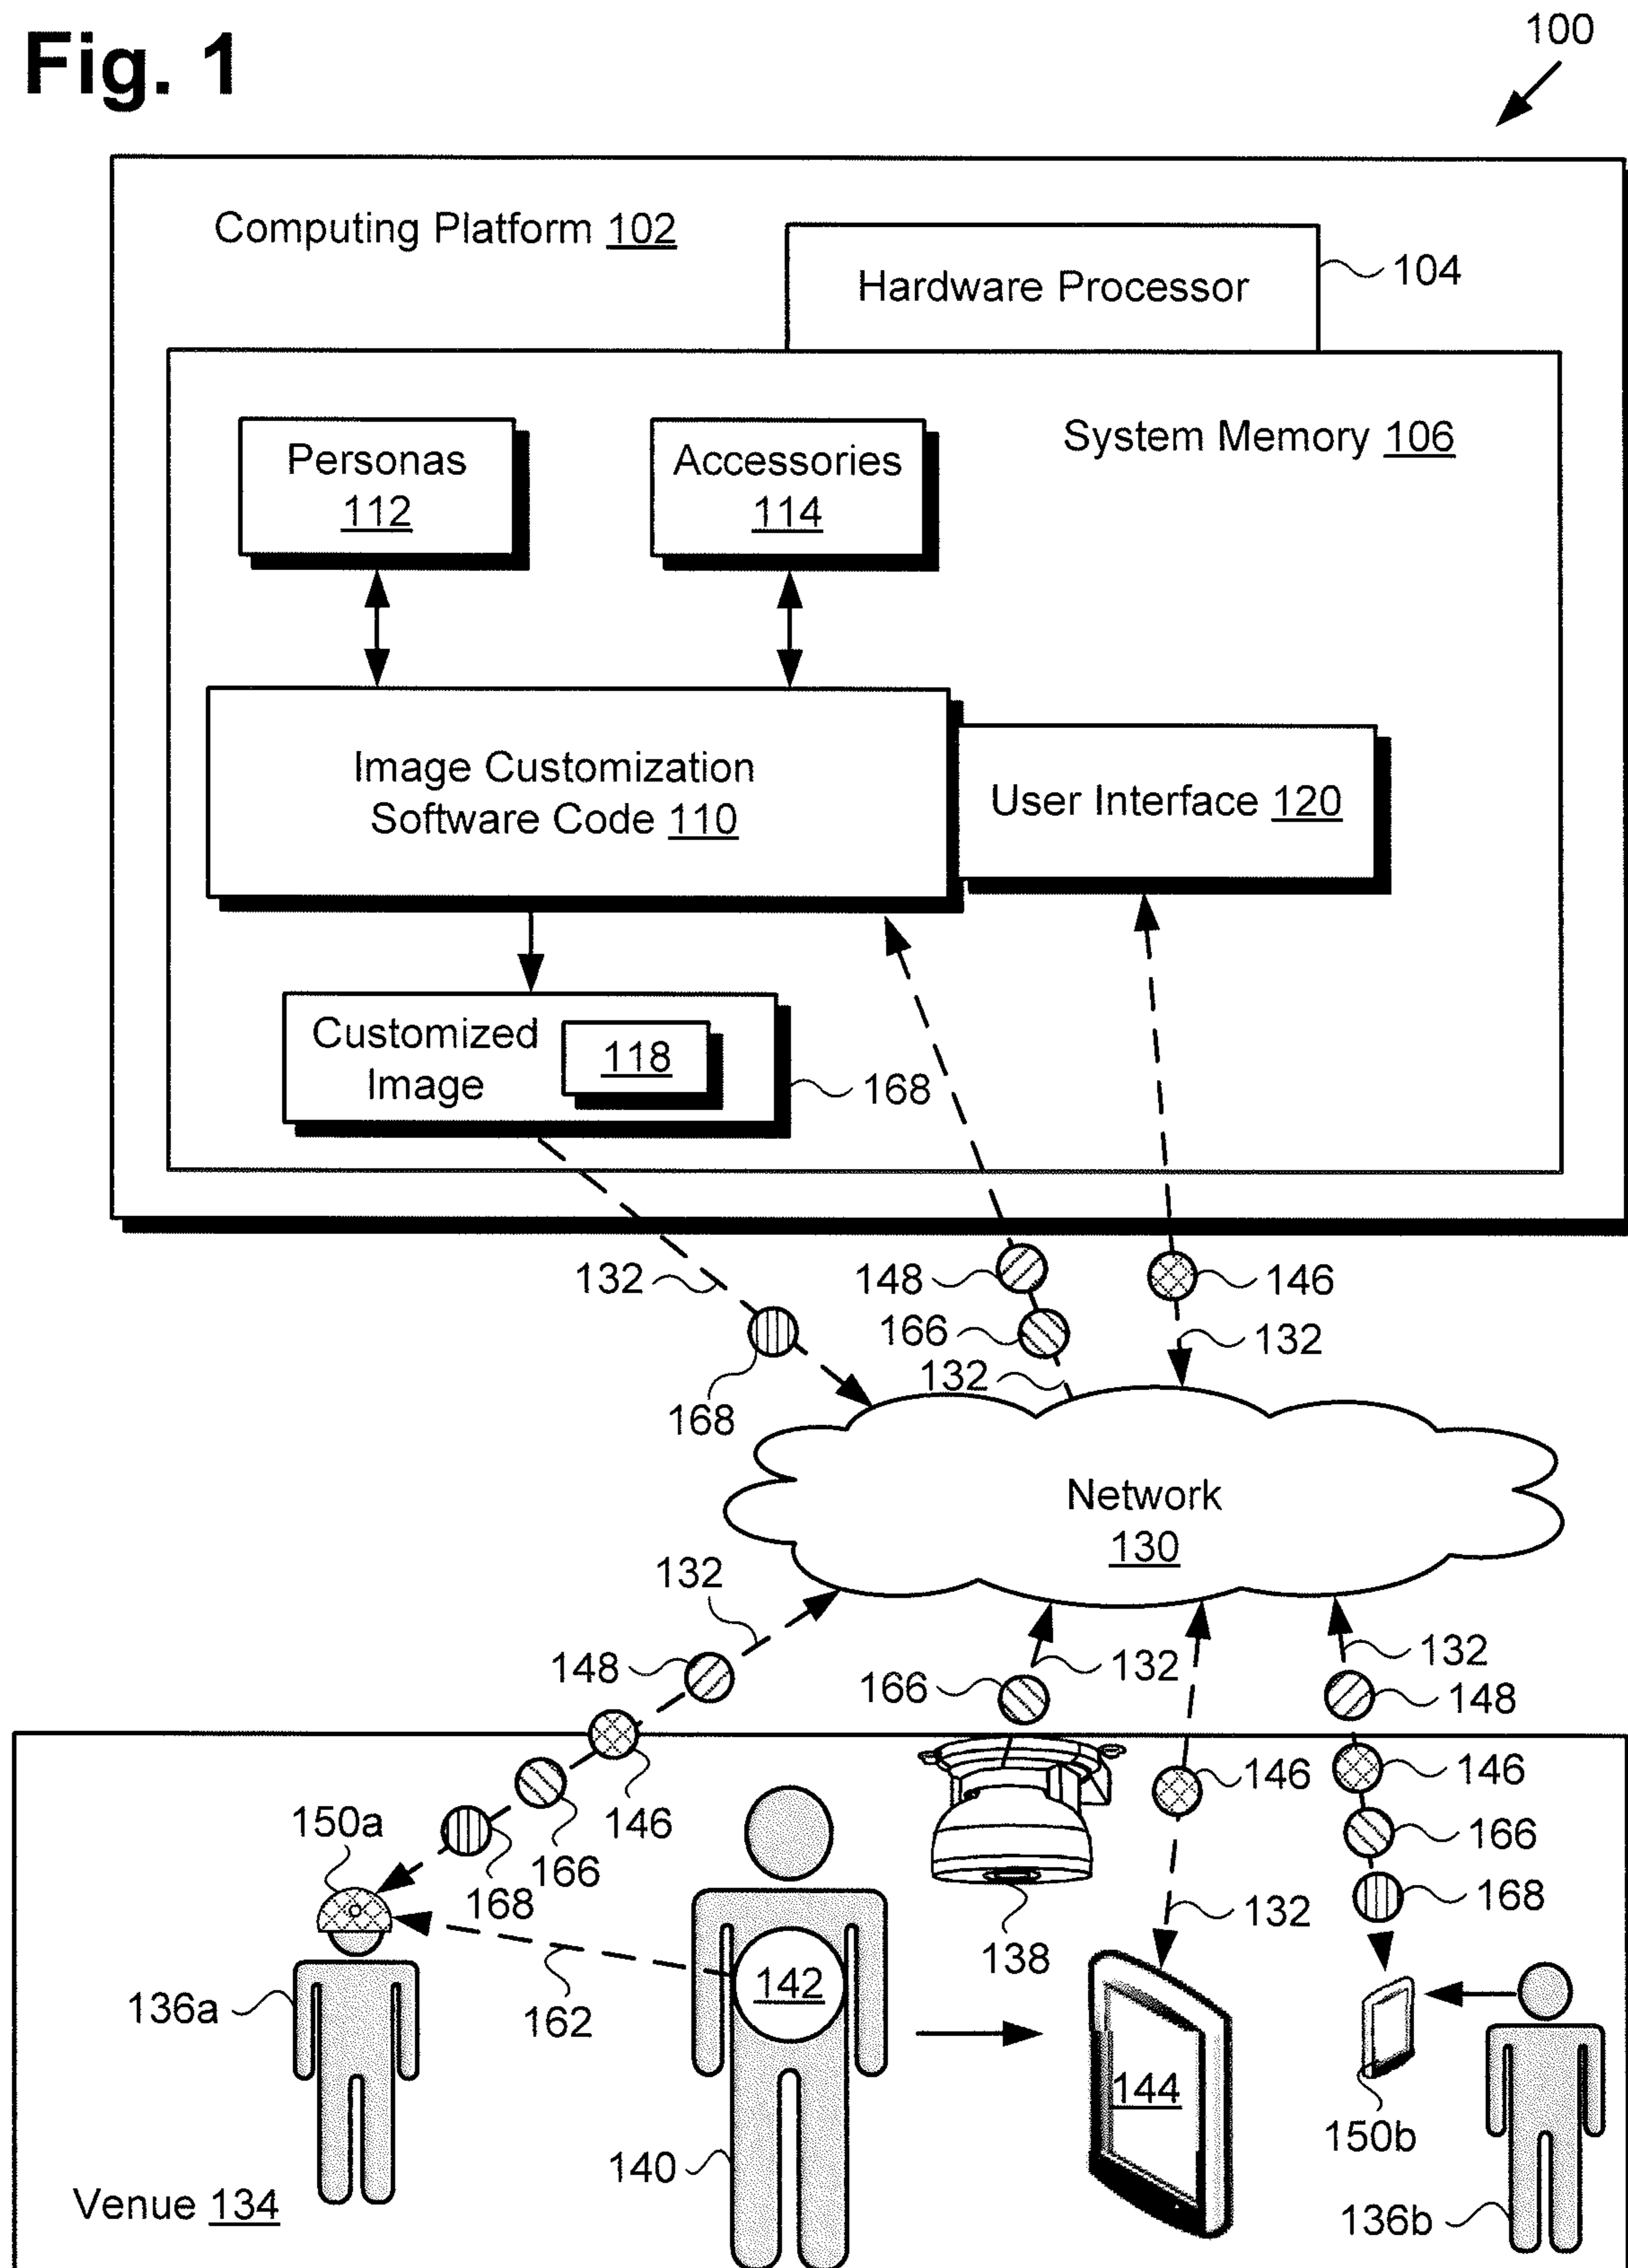 Fig. 1
100
Computing Platform 102
Hardware Processor
104
System Memory 106
Personas
112
Accessories
114
Image Customization
Software Code 110
User Interface 120
Customized
Image
118
168
132
148
146
166
132
132
168
Network
130
132
148
166
132
132
148
146
146
150a
146
166
166
168
168
132
138
142
136a
162
144
150b
140
Venue 134
136b